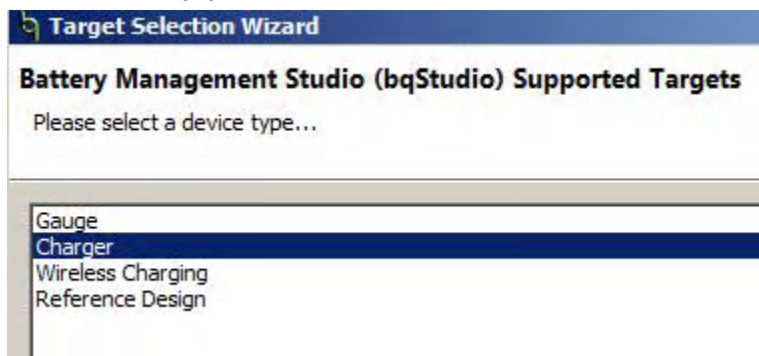 Target Selection Wizard
Battery Management Studio (bqStudio) Supported Targets
Please select a device type...
Gauge
Charger
Wireless Charging
Reference Design